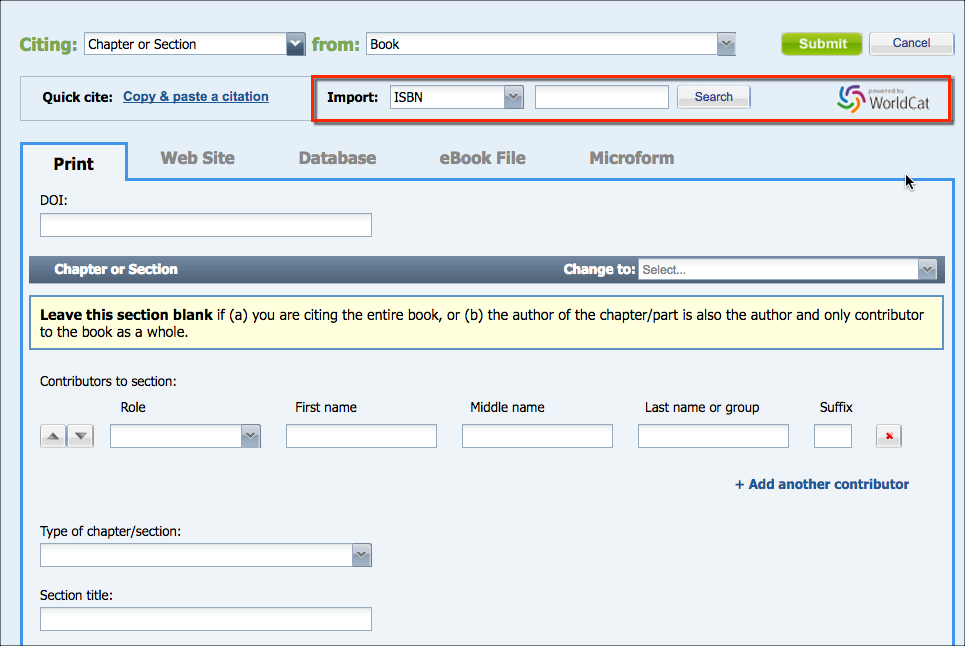 Citing: Chapter or Section from: Book Submit Cancel
Quick cite: Copy & paste a citation Import: ISBN Search powered by WorldCat
Print Web Site Database eBook File Microform
DOI:
Chapter or Section Change to: Select...
Leave this section blank if (a) you are citing the entire book, or (b) the author of the chapter/part is also the author and only contributor
to the book as a whole.
Contributors to section:
Role First name Middle name Last name or group Suffix
+ Add another contributor
Type of chapter/section:
Section title: